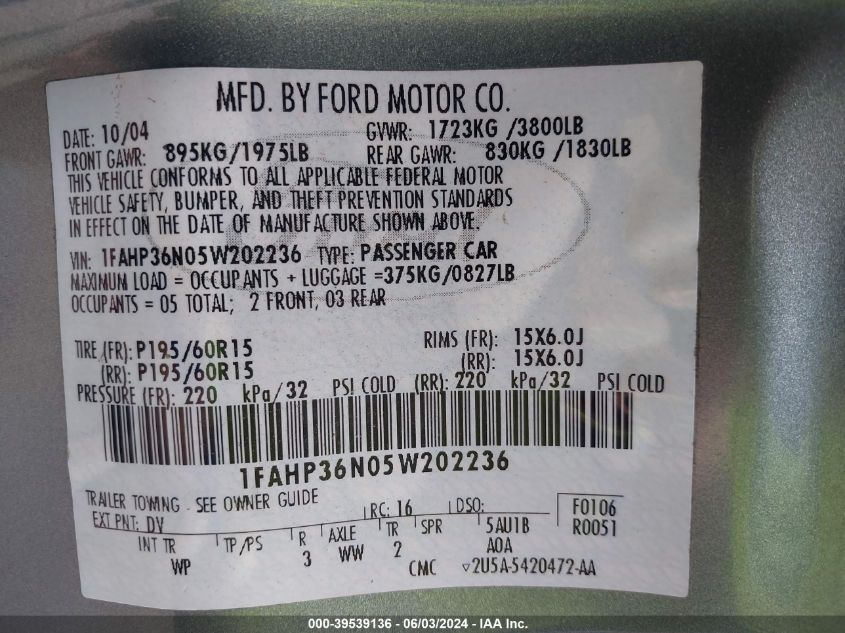 MFD. BY FORD MOTOR CO.
DATE: 10/04 GVWR: 1723KG /3800LB
FRONT GAWR: 895KG/1975LB REAR GAWR: 830KG /1830LB
THIS VEHICLE CONFORMS TO ALL APPLICABLE FEDERAL MOTOR
VEHICLE SAFETY, BUMPER, AND THEFT PREVENTION STANDARDS
IN EFFECT ON THE DATE OF MANUFACTURE SHOWN ABOVE.
VIN: 1FAHP36N05W202236 TYPE: PASSENGER CAR
MAXIMUM LOAD = OCCUPANTS + LUGGAGE =375KG/0827LB
OCCUPANTS = 05 TOTAL; 2 FRONT, 03 REAR
TIRE (FR): P195/60R15 RIMS (FR): 15X6.0J
(RR): P195/60R15 (RR): 15X6.0J
PRESSURE (FR): 220 kPa/32 PSI COLD (RR): 220 kPa/32 PSI COLD
1FAHP36N05W202236
TRAILER TOWING - SEE OWNER GUIDE
EXT PNT: DV RC: 16 DSO: F0106
INT TR TP/PS R AXLE TR SPR 5AU1B R0051
WP 3 WW 2 A0A
CMC ▽2U5A-5420472-AA
000-39539136 - 06/03/2024 - IAA Inc.